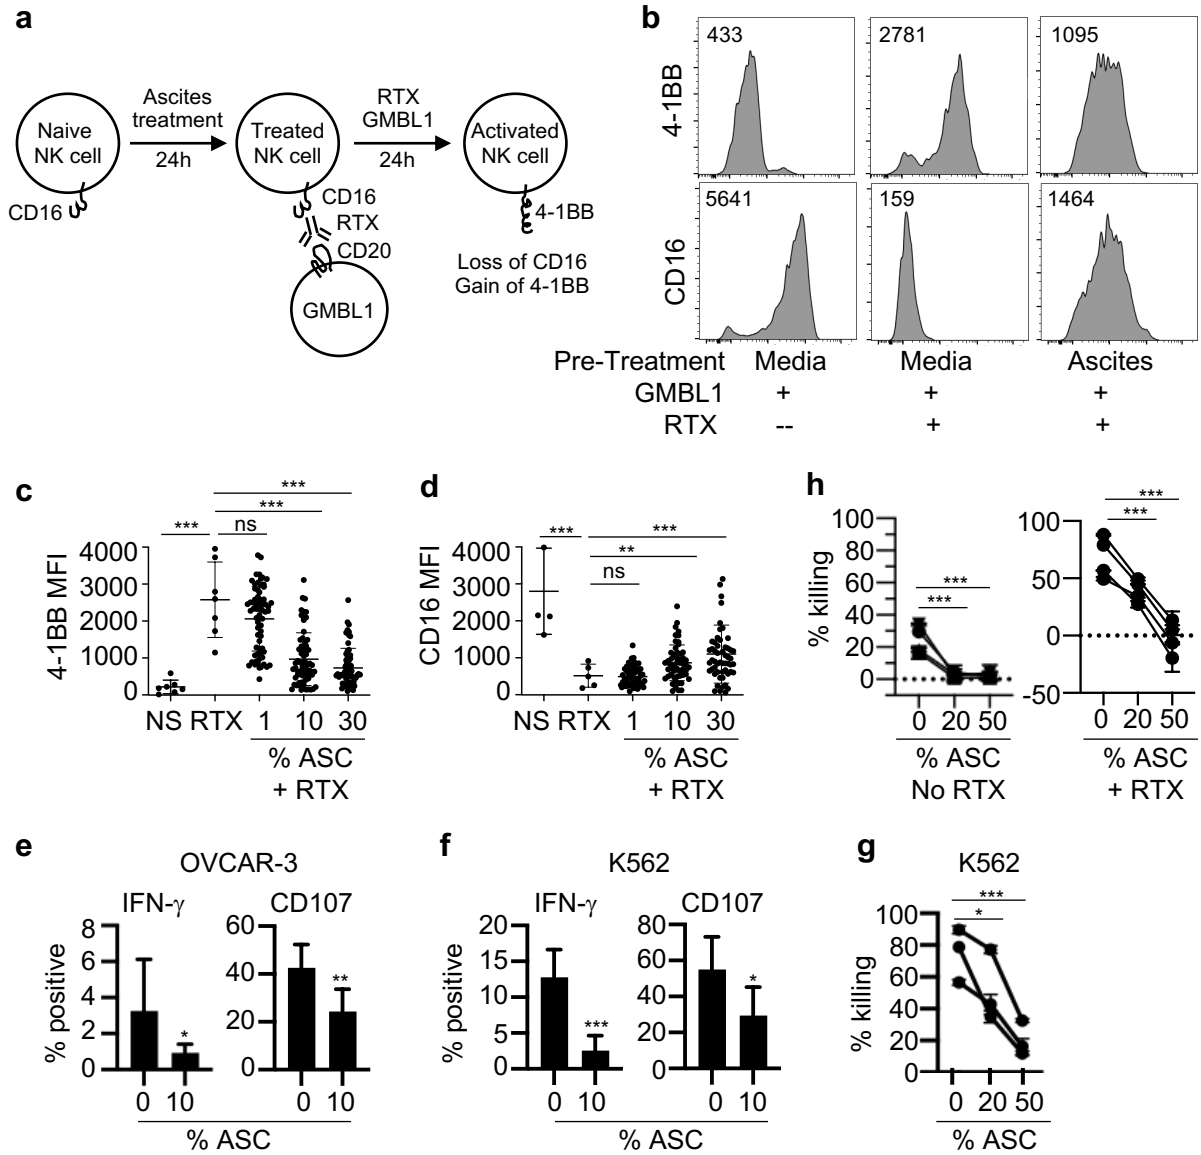 a
Naive
NK cell
CD16
Ascites
treatment
24h
Treated
NK cell
CD16
RTX
CD20
GMBL1
RTX
GMBL1
24h
Activated
NK cell
4-1BB
Loss of CD16
Gain of 4-1BB
b
4-1BB
433
2781
1095
CD16
5641
159
1464
Pre-Treatment Media Media Ascites
GMBL1 + + +
RTX -- + +
c
***
***
*** ns
4-1BB MFI
4000
3000
2000
1000
0
NS RTX 1 10 30
% ASC
+ RTX
d
*** ***
**
ns
CD16 MFI
4000
3000
2000
1000
0
NS RTX 1 10 30
% ASC
+ RTX
h
% killing
100
80
60
40
20
0
***
***
0 20 50
% ASC
No RTX
100
50
0
-50
***
***
0 20 50
% ASC
+ RTX
e
OVCAR-3
IFN-γ
% positive
8
6
4
2
0
*
0 10
CD107
60
40
20
0
**
0 10
% ASC
f
K562
IFN-γ
% positive
20
15
10
5
0
***
0 10
CD107
80
60
40
20
0
*
0 10
% ASC
g
K562
***
*
% killing
100
80
60
40
20
0
0 20 50
% ASC